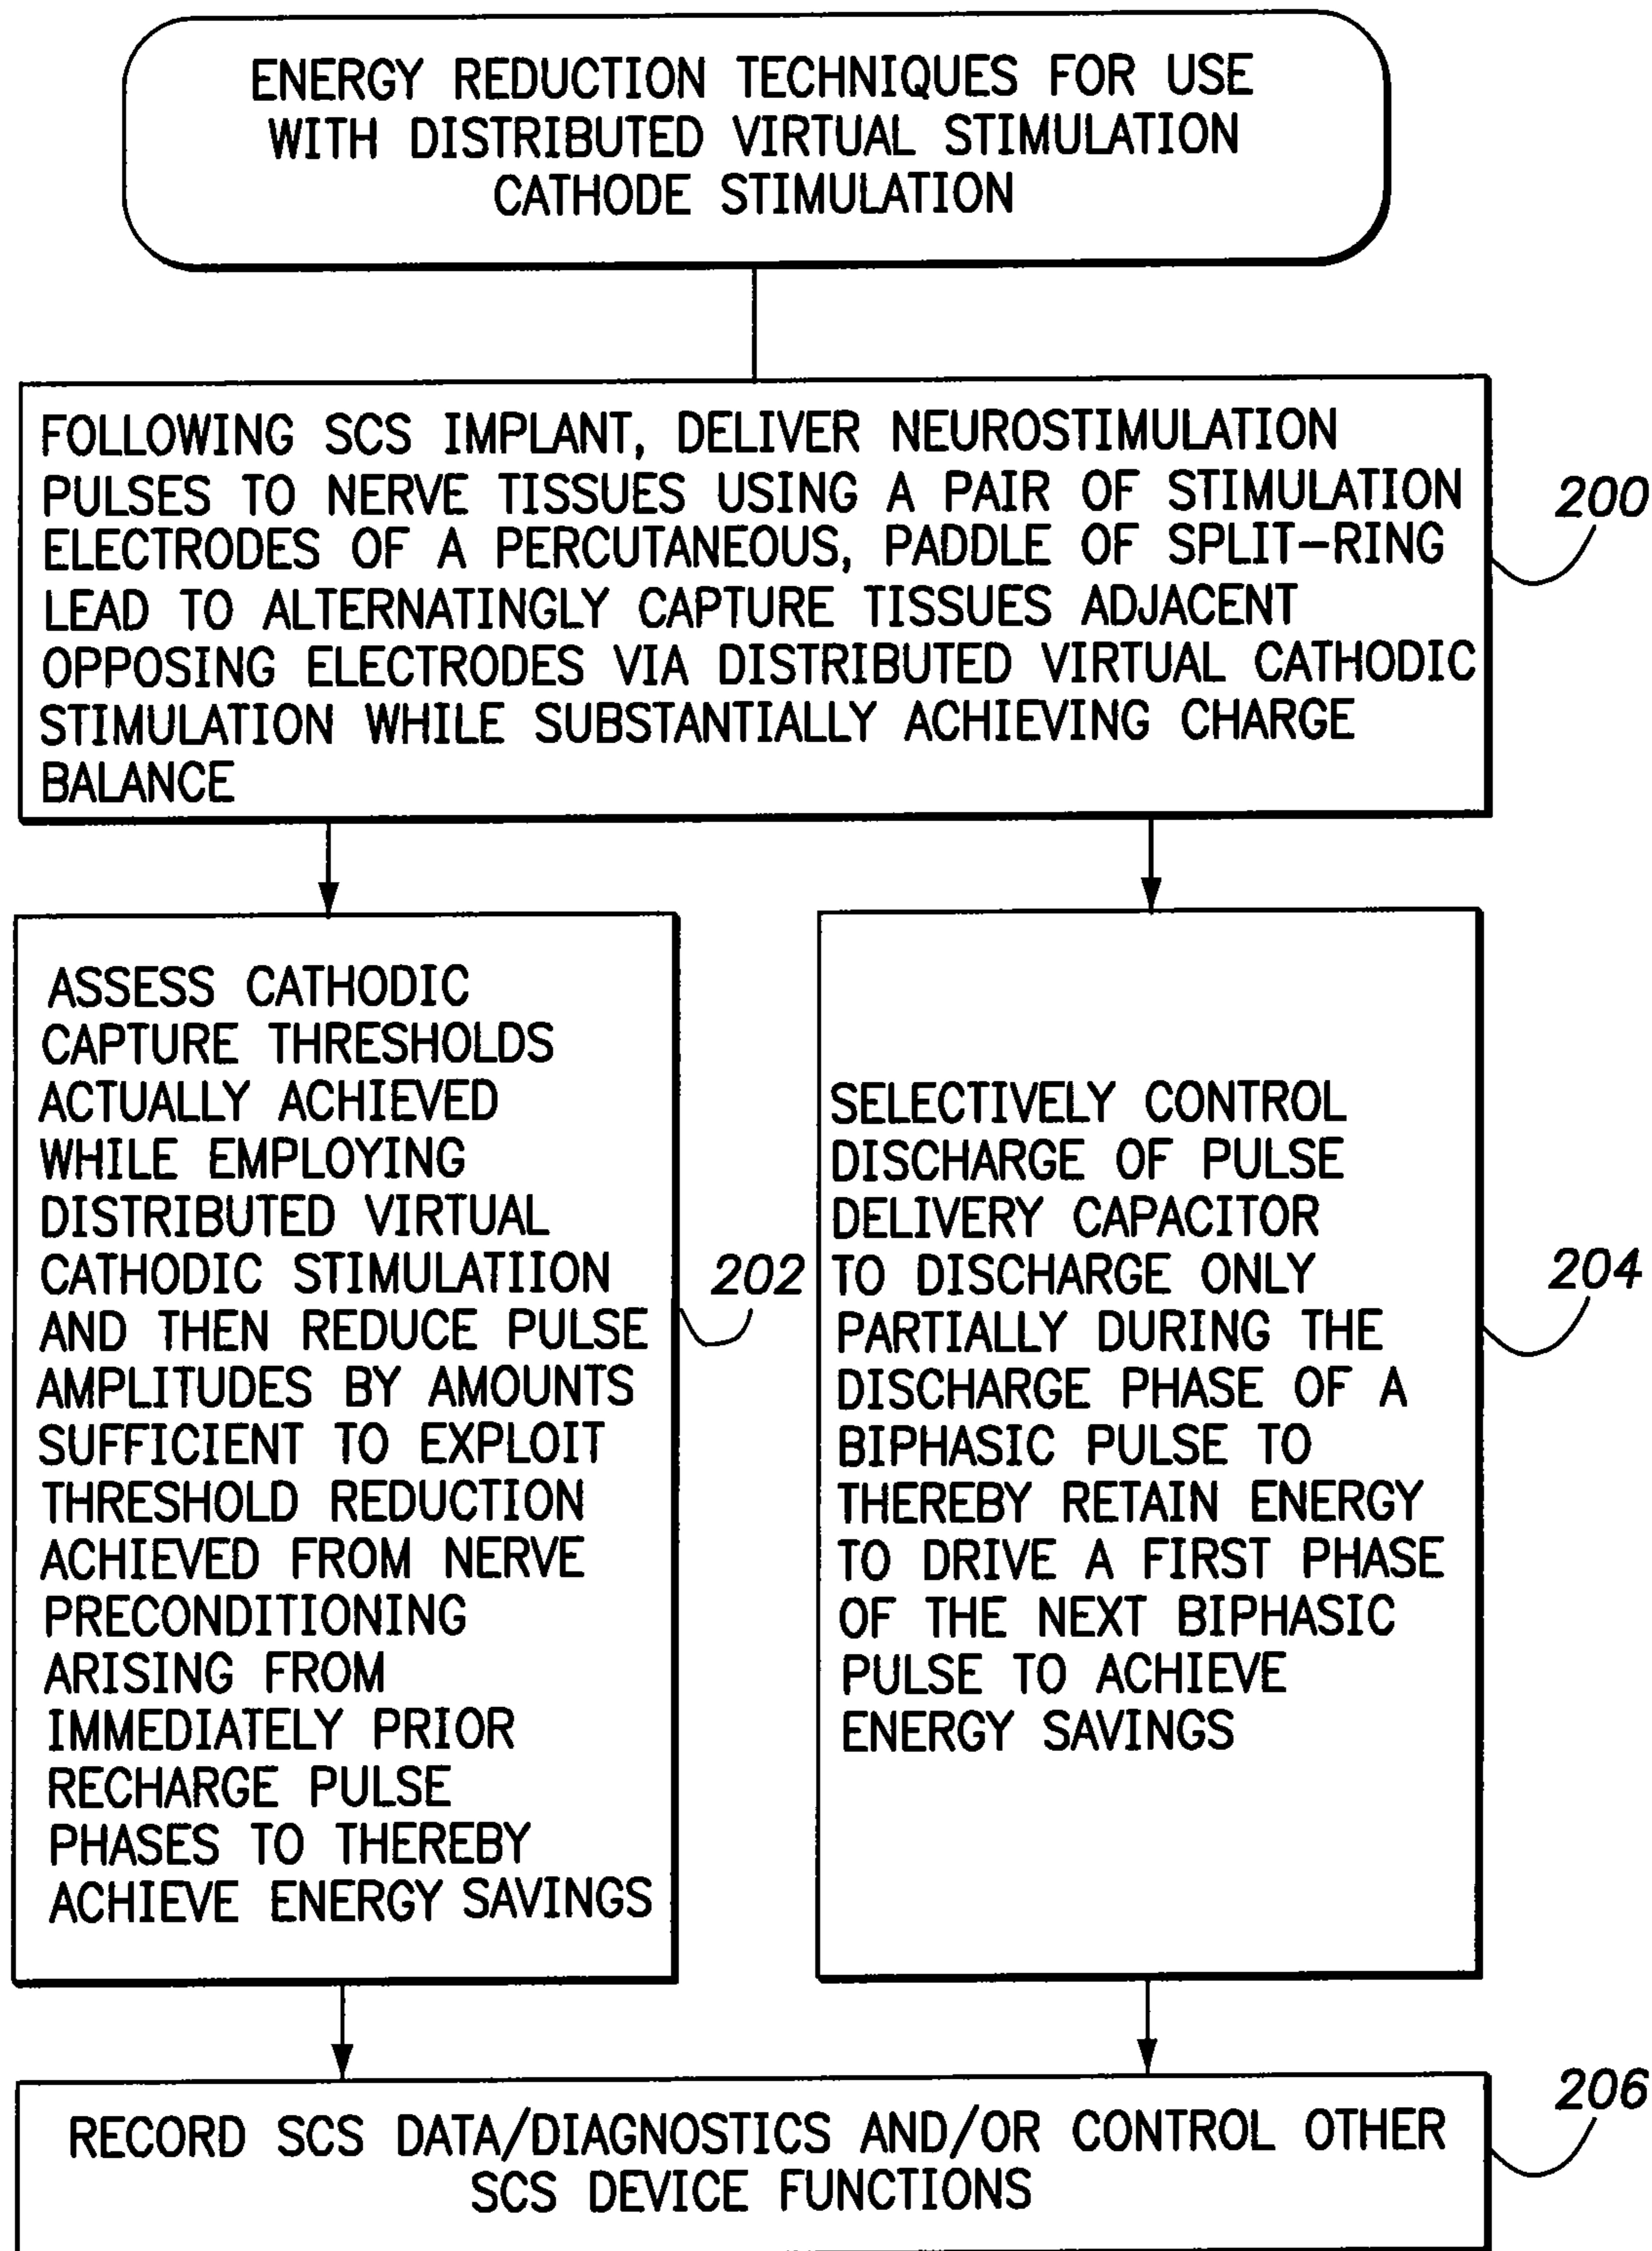 ENERGY REDUCTION TECHNIQUES FOR USE
WITH DISTRIBUTED VIRTUAL STIMULATION
CATHODE STIMULATION
FOLLOWING SCS IMPLANT, DELIVER NEUROSTIMULATION
PULSES TO NERVE TISSUES USING A PAIR OF STIMULATION
ELECTRODES OF A PERCUTANEOUS, PADDLE OF SPLIT-RING
LEAD TO ALTERNATINGLY CAPTURE TISSUES ADJACENT
OPPOSING ELECTRODES VIA DISTRIBUTED VIRTUAL CATHODIC
STIMULATION WHILE SUBSTANTIALLY ACHIEVING CHARGE
BALANCE
200
ASSESS CATHODIC
CAPTURE THRESHOLDS
ACTUALLY ACHIEVED
WHILE EMPLOYING
DISTRIBUTED VIRTUAL
CATHODIC STIMULATIION
AND THEN REDUCE PULSE
AMPLITUDES BY AMOUNTS
SUFFICIENT TO EXPLOIT
THRESHOLD REDUCTION
ACHIEVED FROM NERVE
PRECONDITIONING
ARISING FROM
IMMEDIATELY PRIOR
RECHARGE PULSE
PHASES TO THEREBY
ACHIEVE ENERGY SAVINGS
202
SELECTIVELY CONTROL
DISCHARGE OF PULSE
DELIVERY CAPACITOR
TO DISCHARGE ONLY
PARTIALLY DURING THE
DISCHARGE PHASE OF A
BIPHASIC PULSE TO
THEREBY RETAIN ENERGY
TO DRIVE A FIRST PHASE
OF THE NEXT BIPHASIC
PULSE TO ACHIEVE
ENERGY SAVINGS
204
RECORD SCS DATA/DIAGNOSTICS AND/OR CONTROL OTHER
SCS DEVICE FUNCTIONS
206